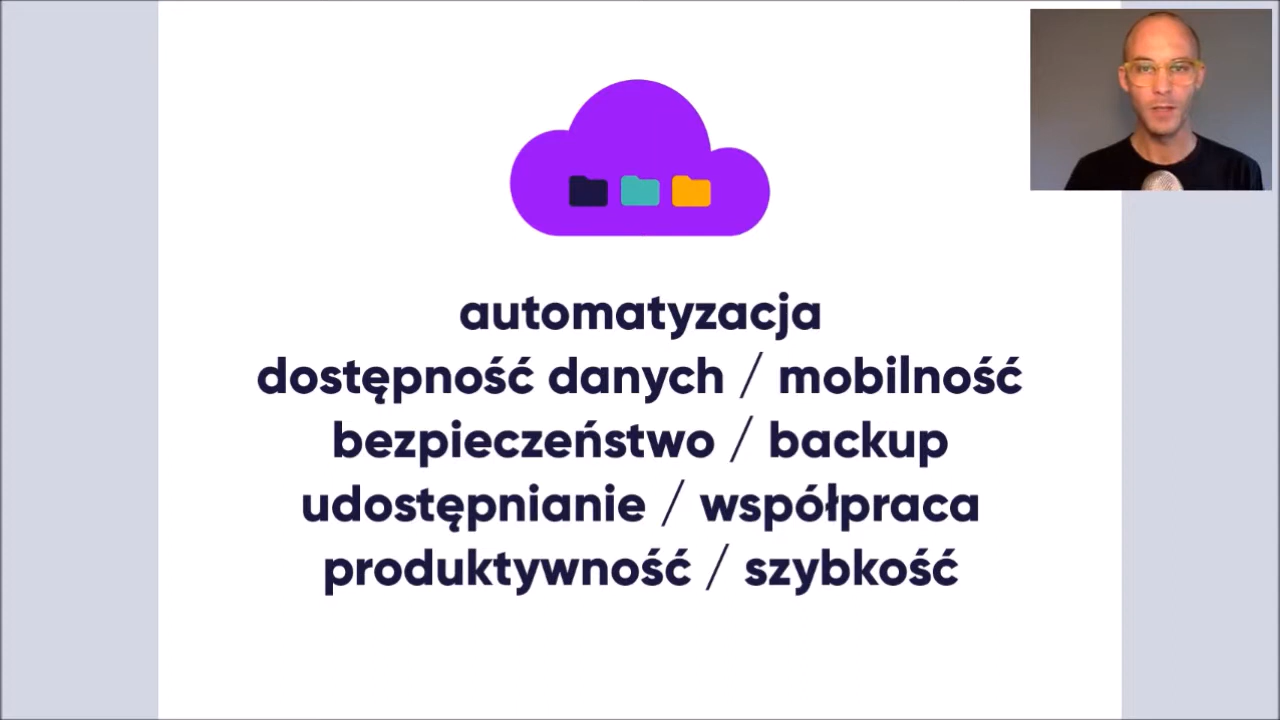 automatyzacja
dostępność danych / mobilność
bezpieczeństwo / backup
udostępnianie / współpraca
produktywność / szybkość